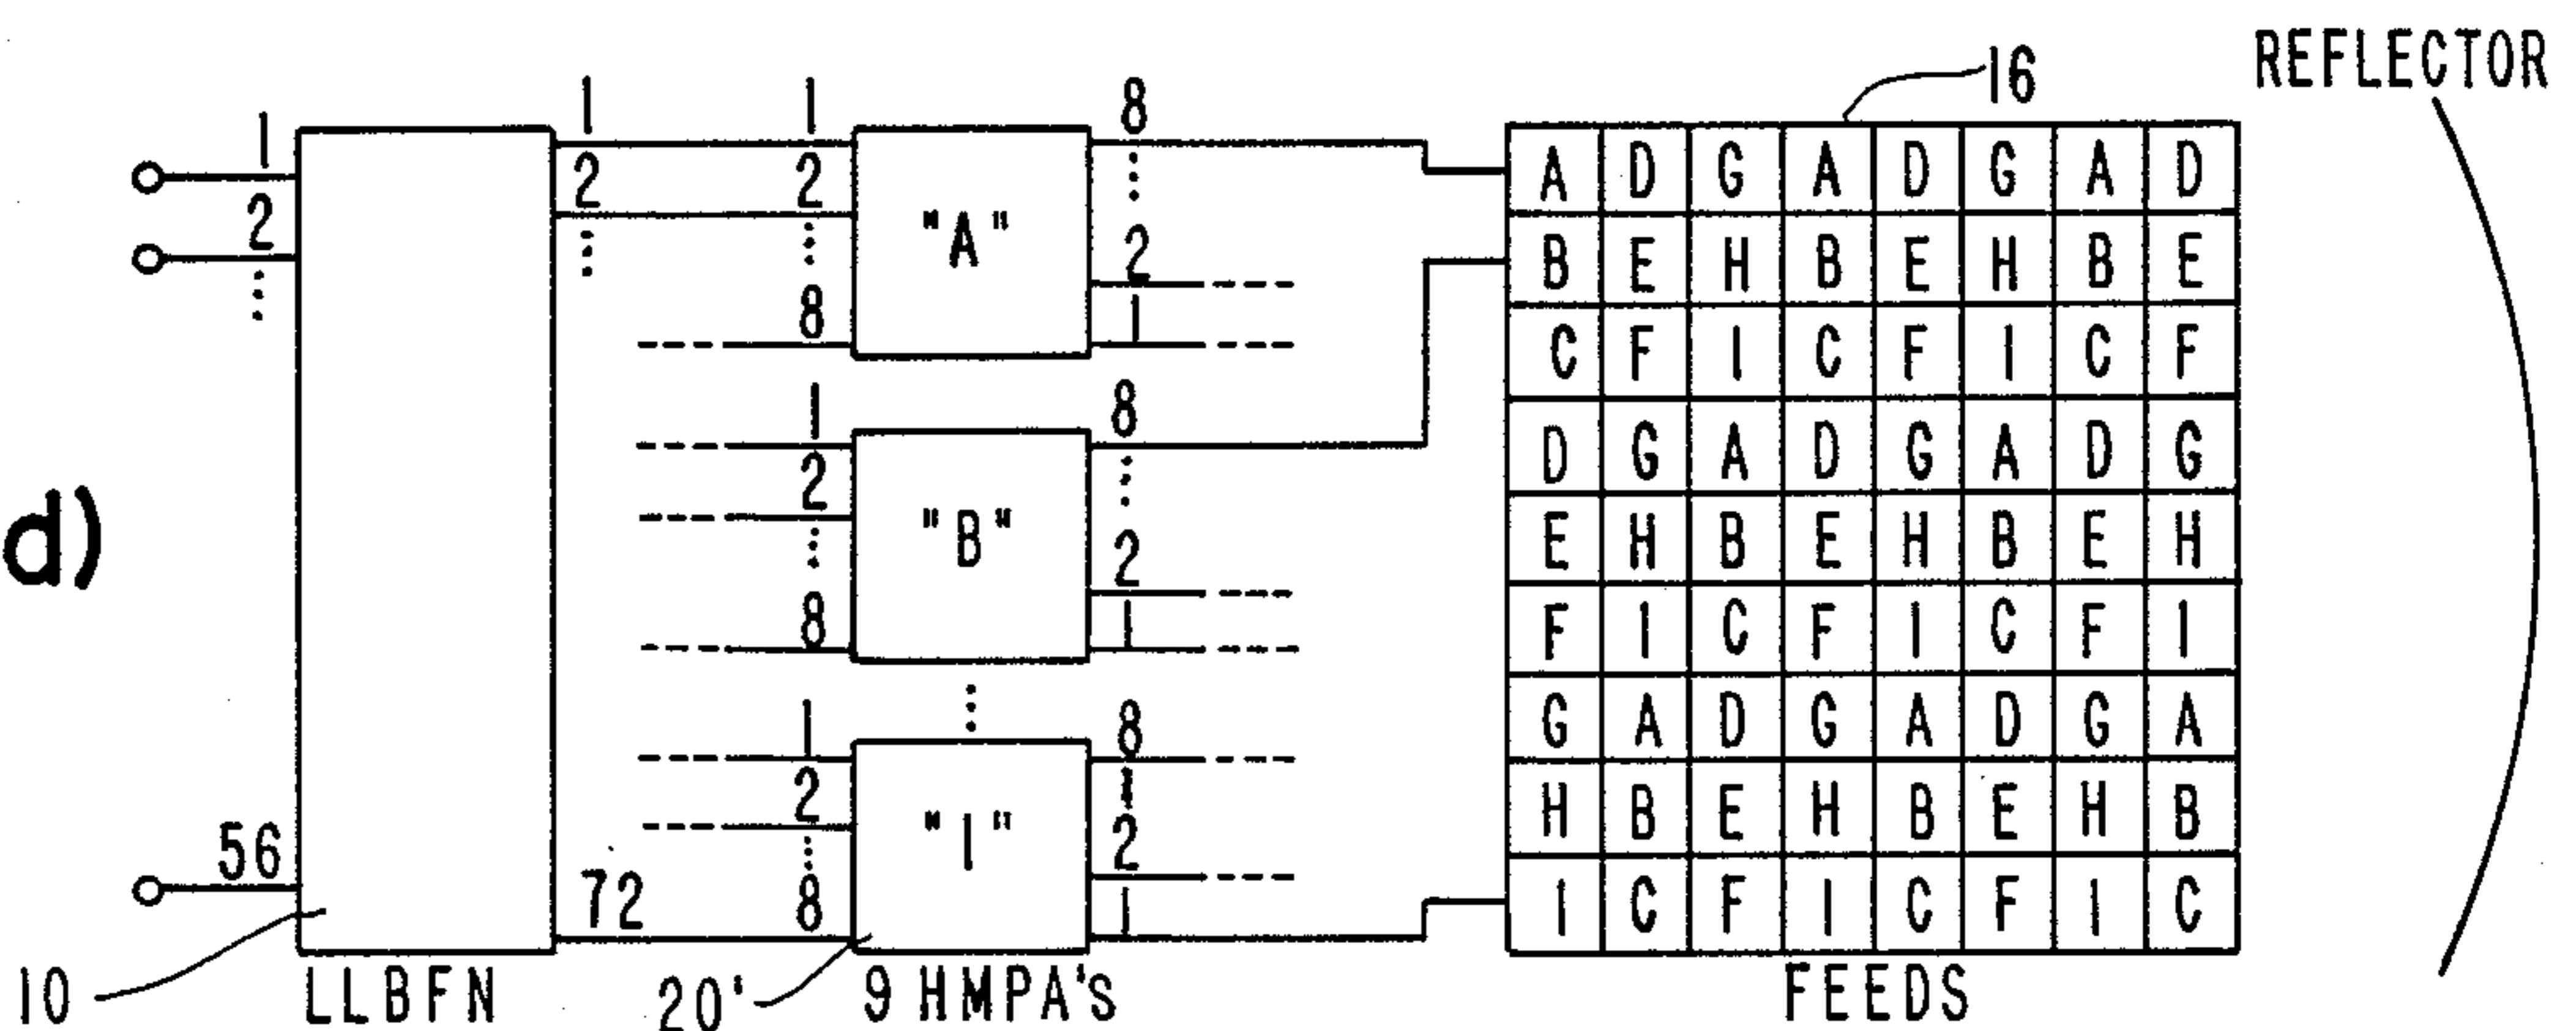 d)
1
2
56
10
LLBFN
1
2
72
1
2
8
"A"
8
2
1
1
2
8
"B"
8
2
1
1
2
8
"I"
8
2
1
20'
9 HMPA'S
16
A D G A D G A D
B E H B E H B E
C F I C F I C F
D G A D G A D G
E H B E H B E H
F I C F I C F I
G A D G A D G A
H B E H B E H B
I C F I C F I C
FEEDS
REFLECTOR